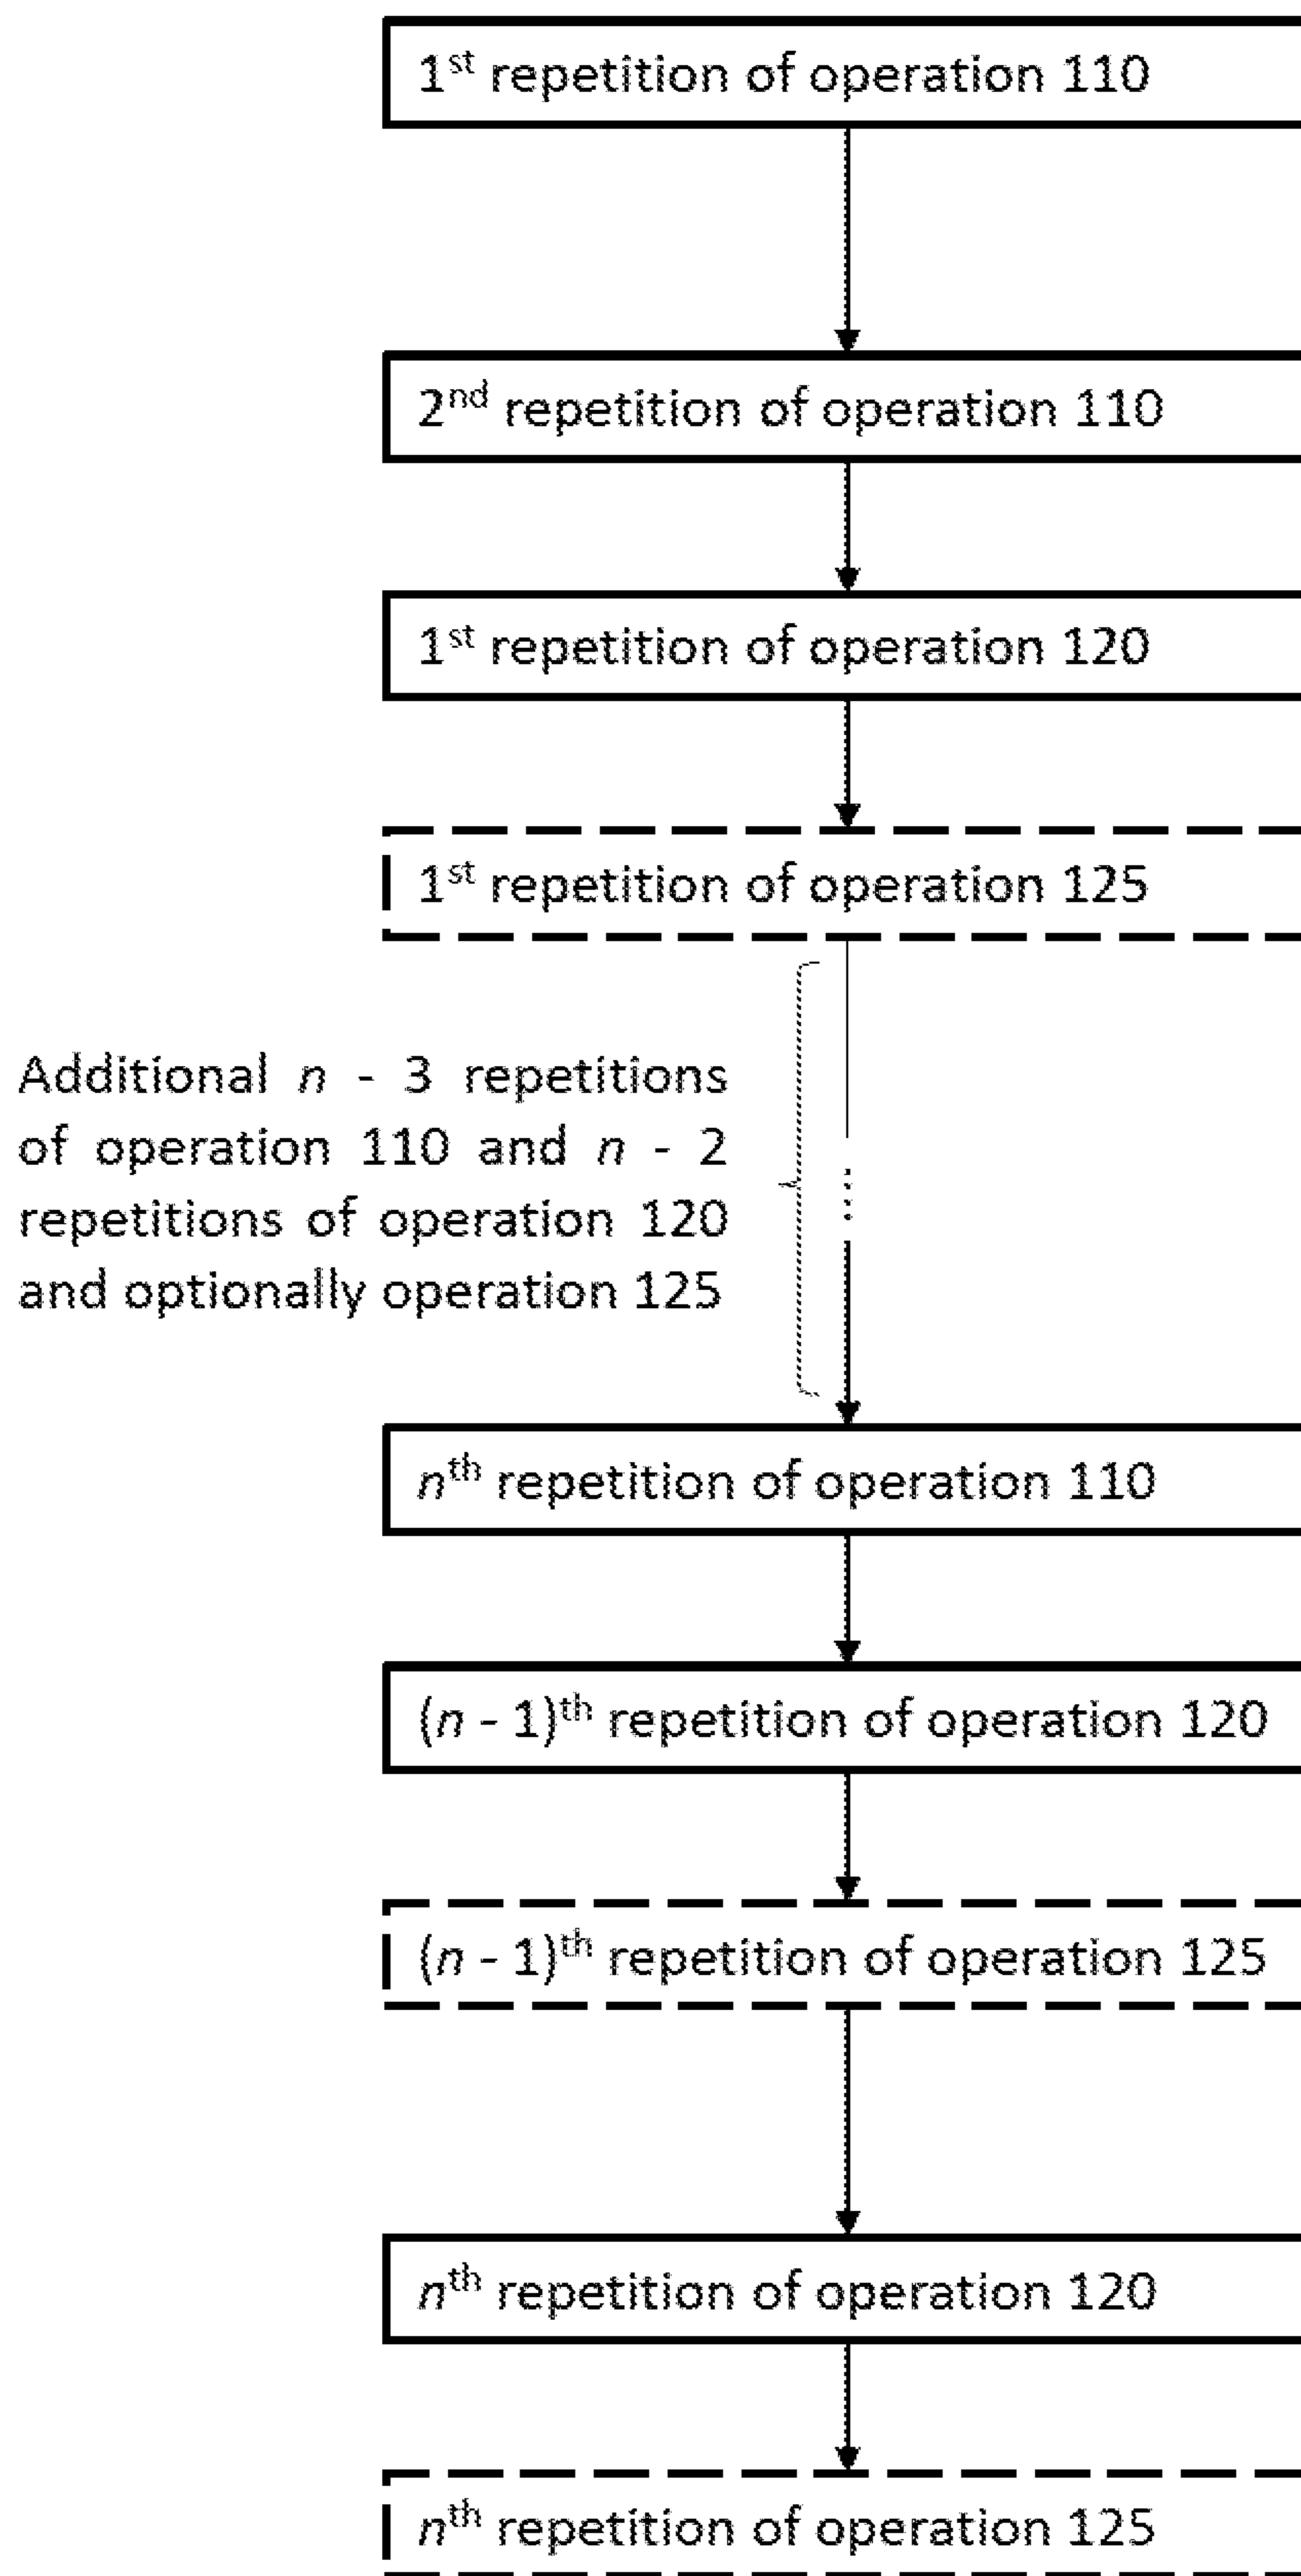 1st repetition of operation 110
2nd repetition of operation 110
1st repetition of operation 120
1st repetition of operation 125
Additional n - 3 repetitions
of operation 110 and n - 2
repetitions of operation 120
and optionally operation 125
nth repetition of operation 110
(n - 1)th repetition of operation 120
(n - 1)th repetition of operation 125
nth repetition of operation 120
nth repetition of operation 125